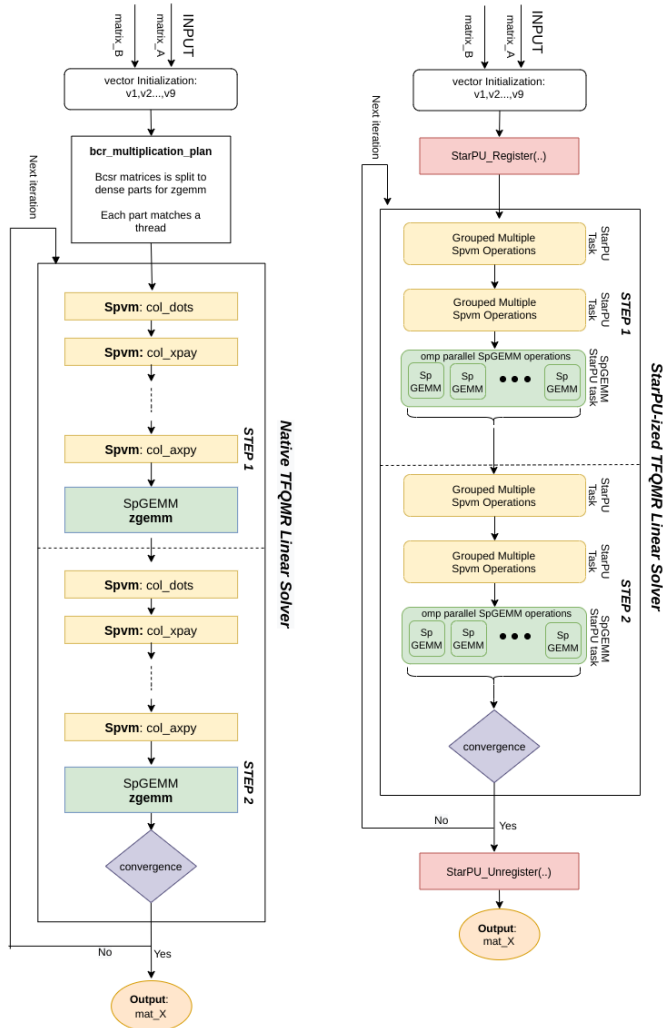 INPUT
matrix_A
matrix_B
vector Initialization:
v1,v2...,v9
Next iteration
bcr_multiplication_plan
Bcsr matrices is split to
dense parts for zgemm
Each part matches a
thread
Spvm: col_dots
Spvm: col_xpay
Spvm: col_axpy
SpGEMM
zgemm
STEP 1
Spvm: col_dots
Spvm: col_xpay
Spvm: col_axpy
SpGEMM
zgemm
STEP 2
Native TFQMR Linear Solver
convergence
No
Yes
Output:
mat_X
INPUT
matrix_A
matrix_B
vector Initialization:
v1,v2...,v9
Next iteration
StarPU_Register(..)
Grouped Multiple
Spvm Operations
StarPU
Task
Grouped Multiple
Spvm Operations
StarPU
Task
omp parallel SpGEMM operations
Sp
GEMM
Sp
GEMM
Sp
GEMM
SpGEMM
StarPU task
STEP 1
Grouped Multiple
Spvm Operations
StarPU
Task
Grouped Multiple
Spvm Operations
StarPU
Task
omp parallel SpGEMM operations
Sp
GEMM
Sp
GEMM
Sp
GEMM
SpGEMM
StarPU task
STEP 2
StarPU-ized TFQMR Linear Solver
convergence
No
Yes
StarPU_Unregister(..)
Output:
mat_X